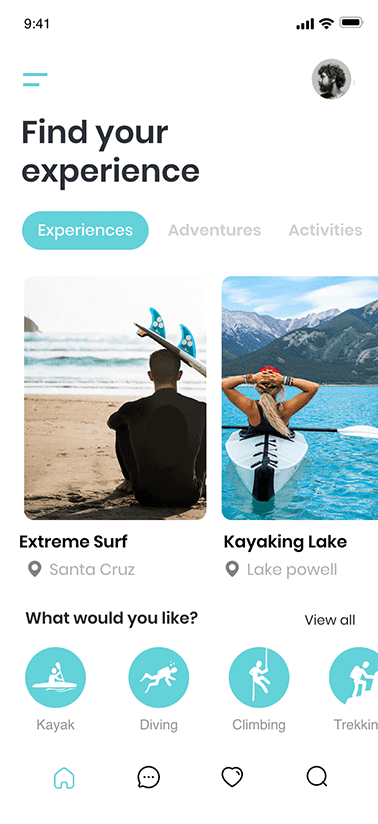 9:41
Find your
experience
Experiences Adventures Activities
Extreme Surf Kayaking Lake
Santa Cruz Lake powell
What would you like? View all
Kayak Diving Climbing Trekkin